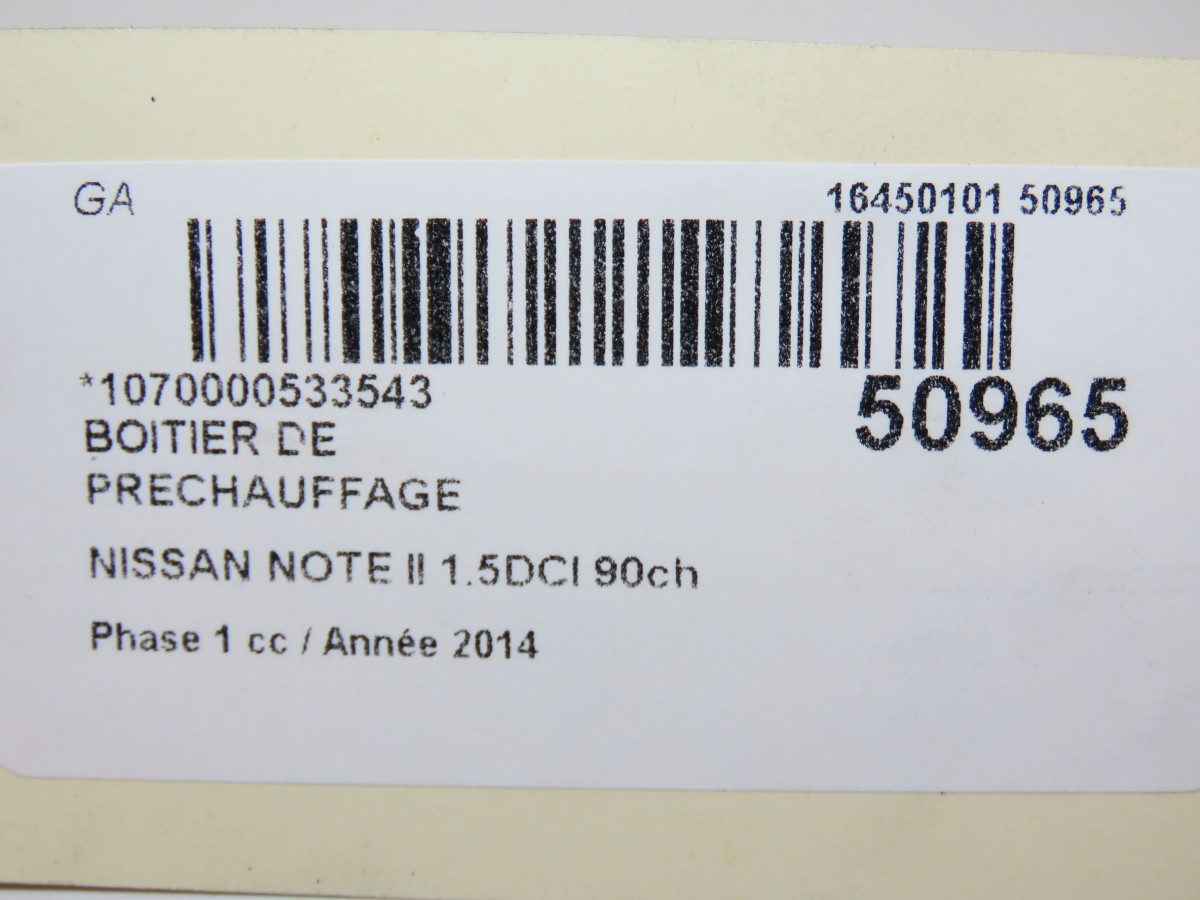 GA
16450101 50965
*1070000533543
50965
BOITIER DE
PRECHAUFFAGE
NISSAN NOTE II 1.5DCI 90ch
Phase 1 cc / Année 2014